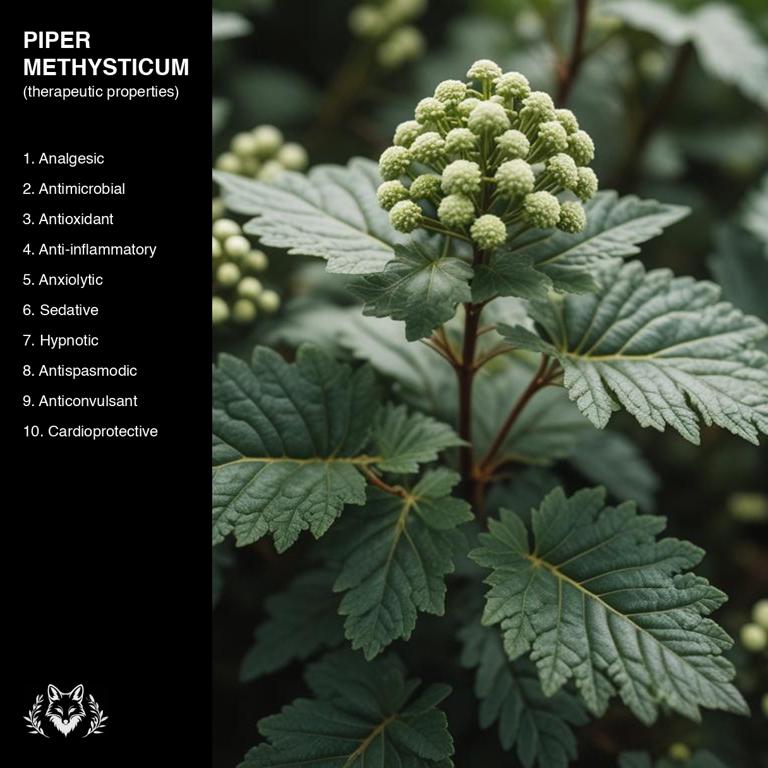 PIPER
METHYSTICUM
(therapeutic properties)
1. Analgesic
2. Antimicrobial
3. Antioxidant
4. Anti-inflammatory
5. Anxiolytic
6. Sedative
7. Hypnotic
8. Antispasmodic
9. Anticonvulsant
10. Cardioprotective